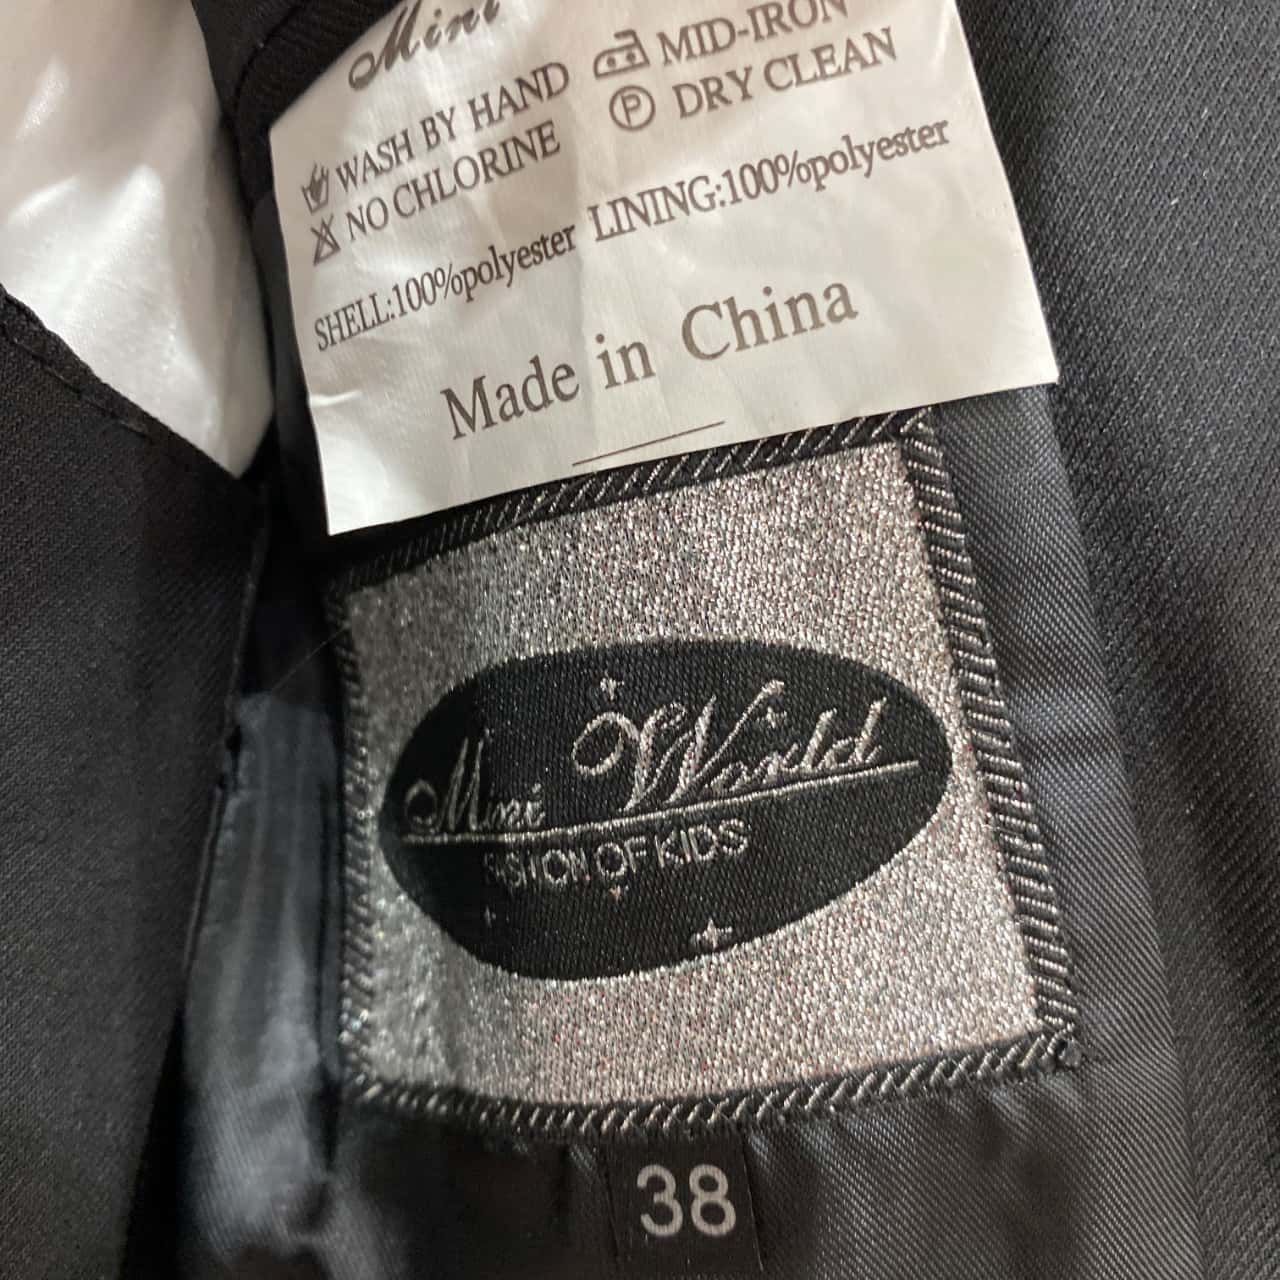 Mini
WASH BY HAND MID-IRON
NO CHLORINE P DRY CLEAN
SHELL:100%polyester LINING:100%polyester
Made in China
Mini World
OF KIDS
38